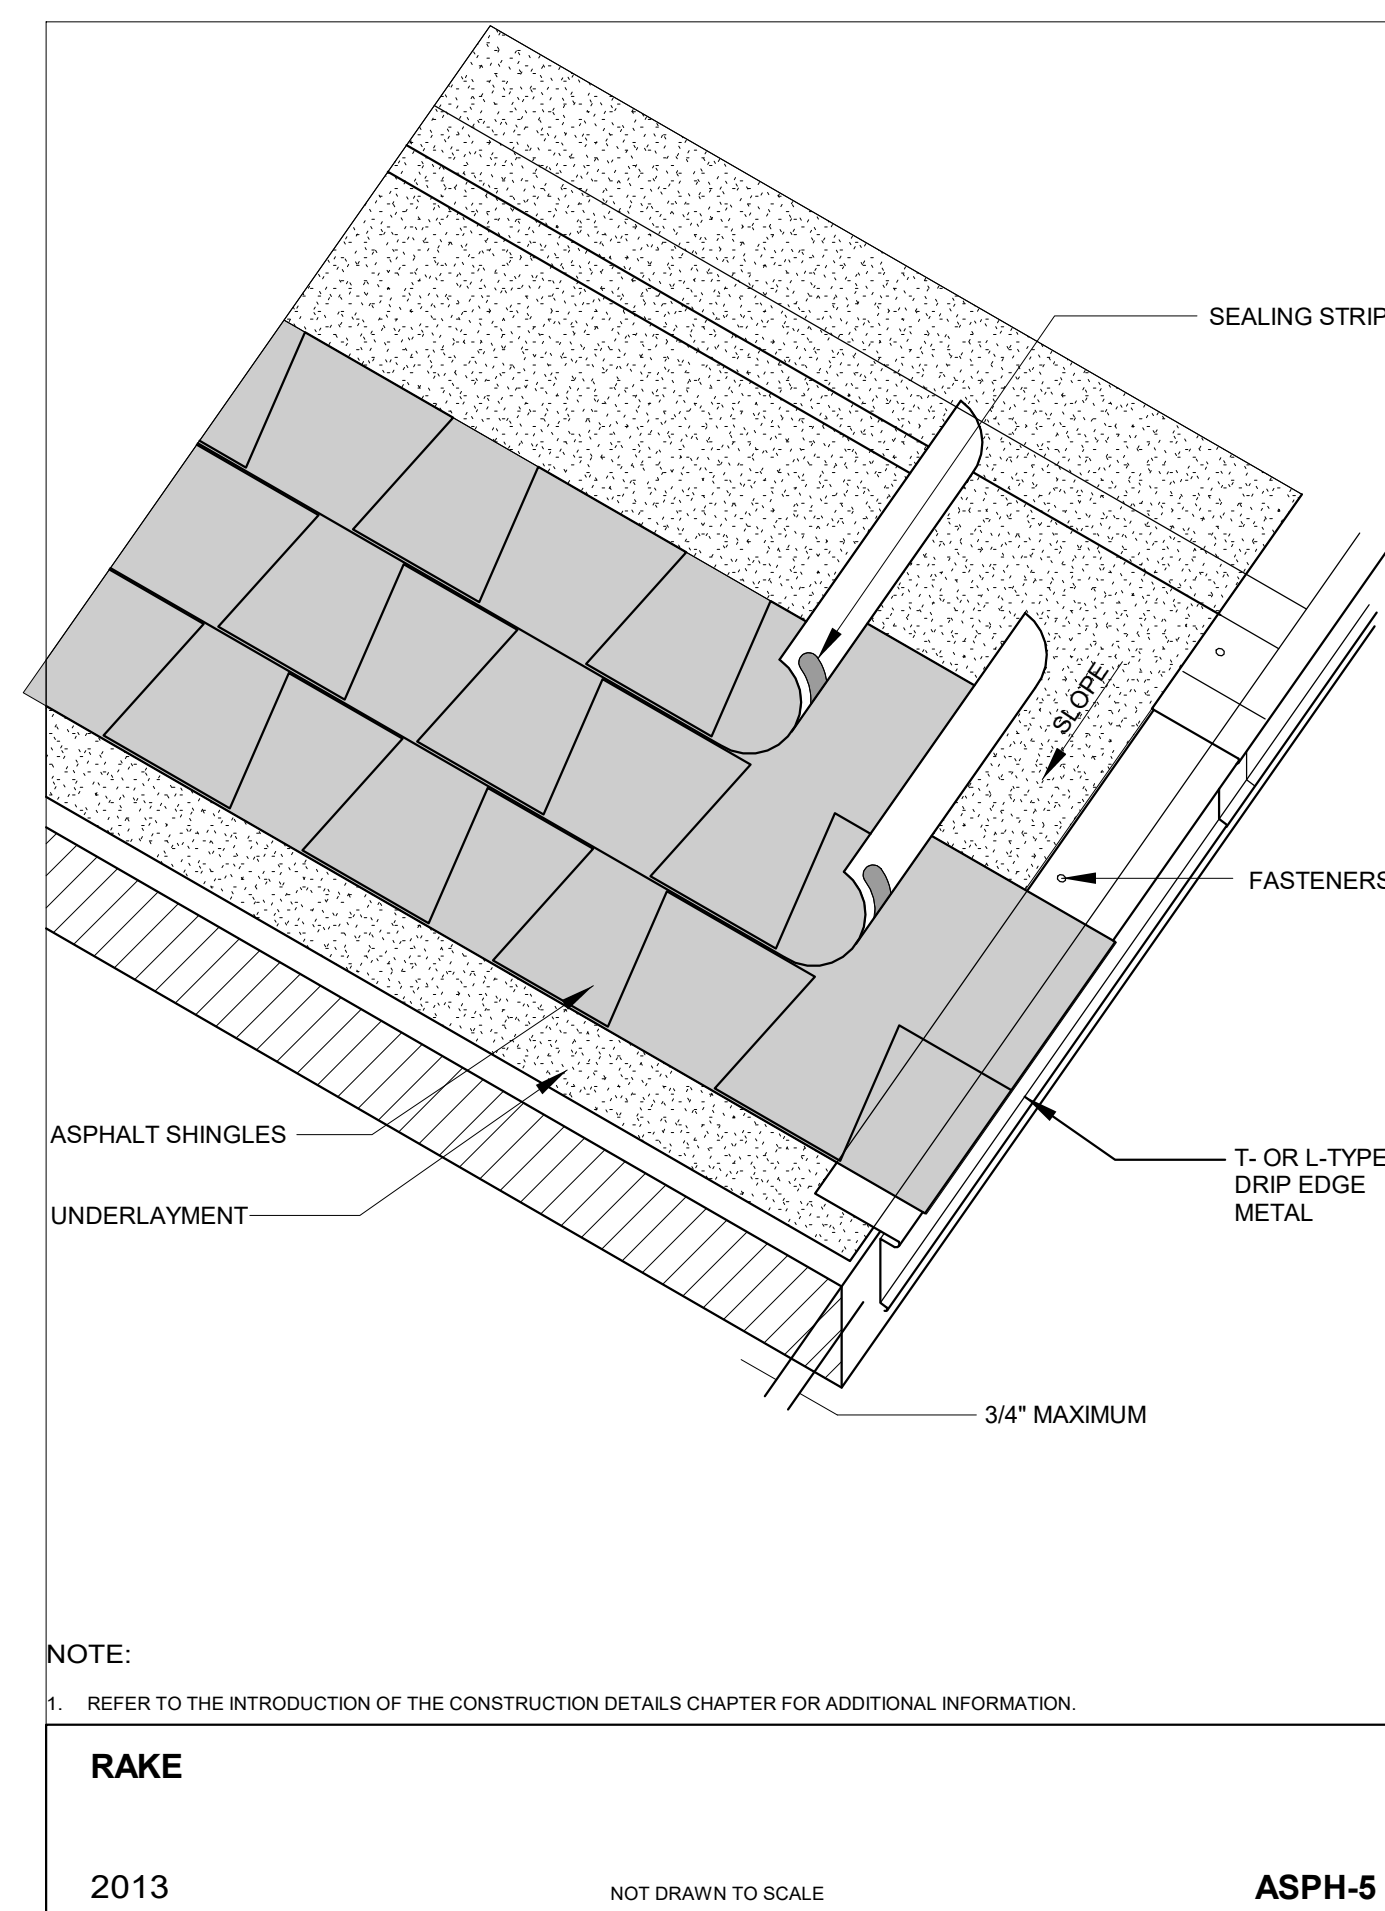 SEALING STRIP
SLOPE
FASTENERS
ASPHALT SHINGLES
T- OR L-TYPE
DRIP EDGE
METAL
UNDERLAYMENT
3/4" MAXIMUM
NOTE:
1. REFER TO THE INTRODUCTION OF THE CONSTRUCTION DETAILS CHAPTER FOR ADDITIONAL INFORMATION.
RAKE
2013
NOT DRAWN TO SCALE
ASPH-5